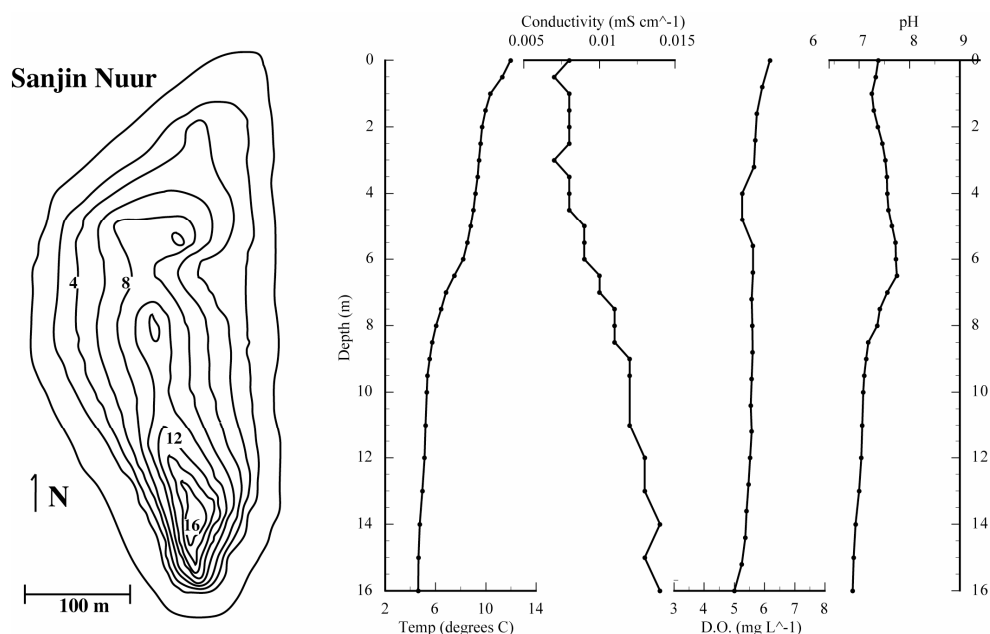 Sanjin Nuur
4
8
12
16
N
100 m
Conductivity (mS cm^-1)
0.005 0.01 0.015
pH
6 7 8 9
Depth (m)
0
2
4
6
8
10
12
14
16
0
2
4
6
8
10
12
14
16
2 6 10 14
Temp (degrees C)
3 4 5 6 7 8
D.O. (mg L^-1)